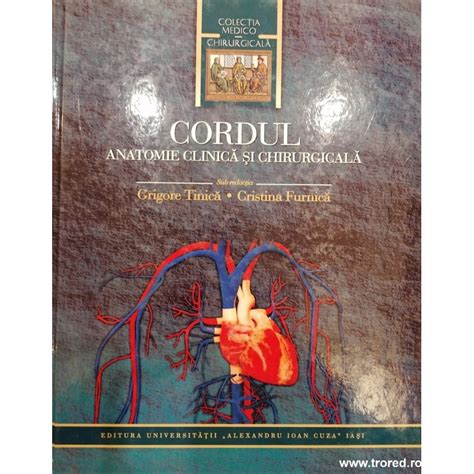 COLECȚIA
MEDICO
CHIRURGICALĂ
CORDUL
ANATOMIE CLINICĂ ȘI CHIRURGICALĂ
Sub redacția
Grigore Tinică • Cristina Furnică
EDITURA UNIVERSITĂȚII „ALEXANDRU IOAN CUZA” IAȘI
www.trored.ro